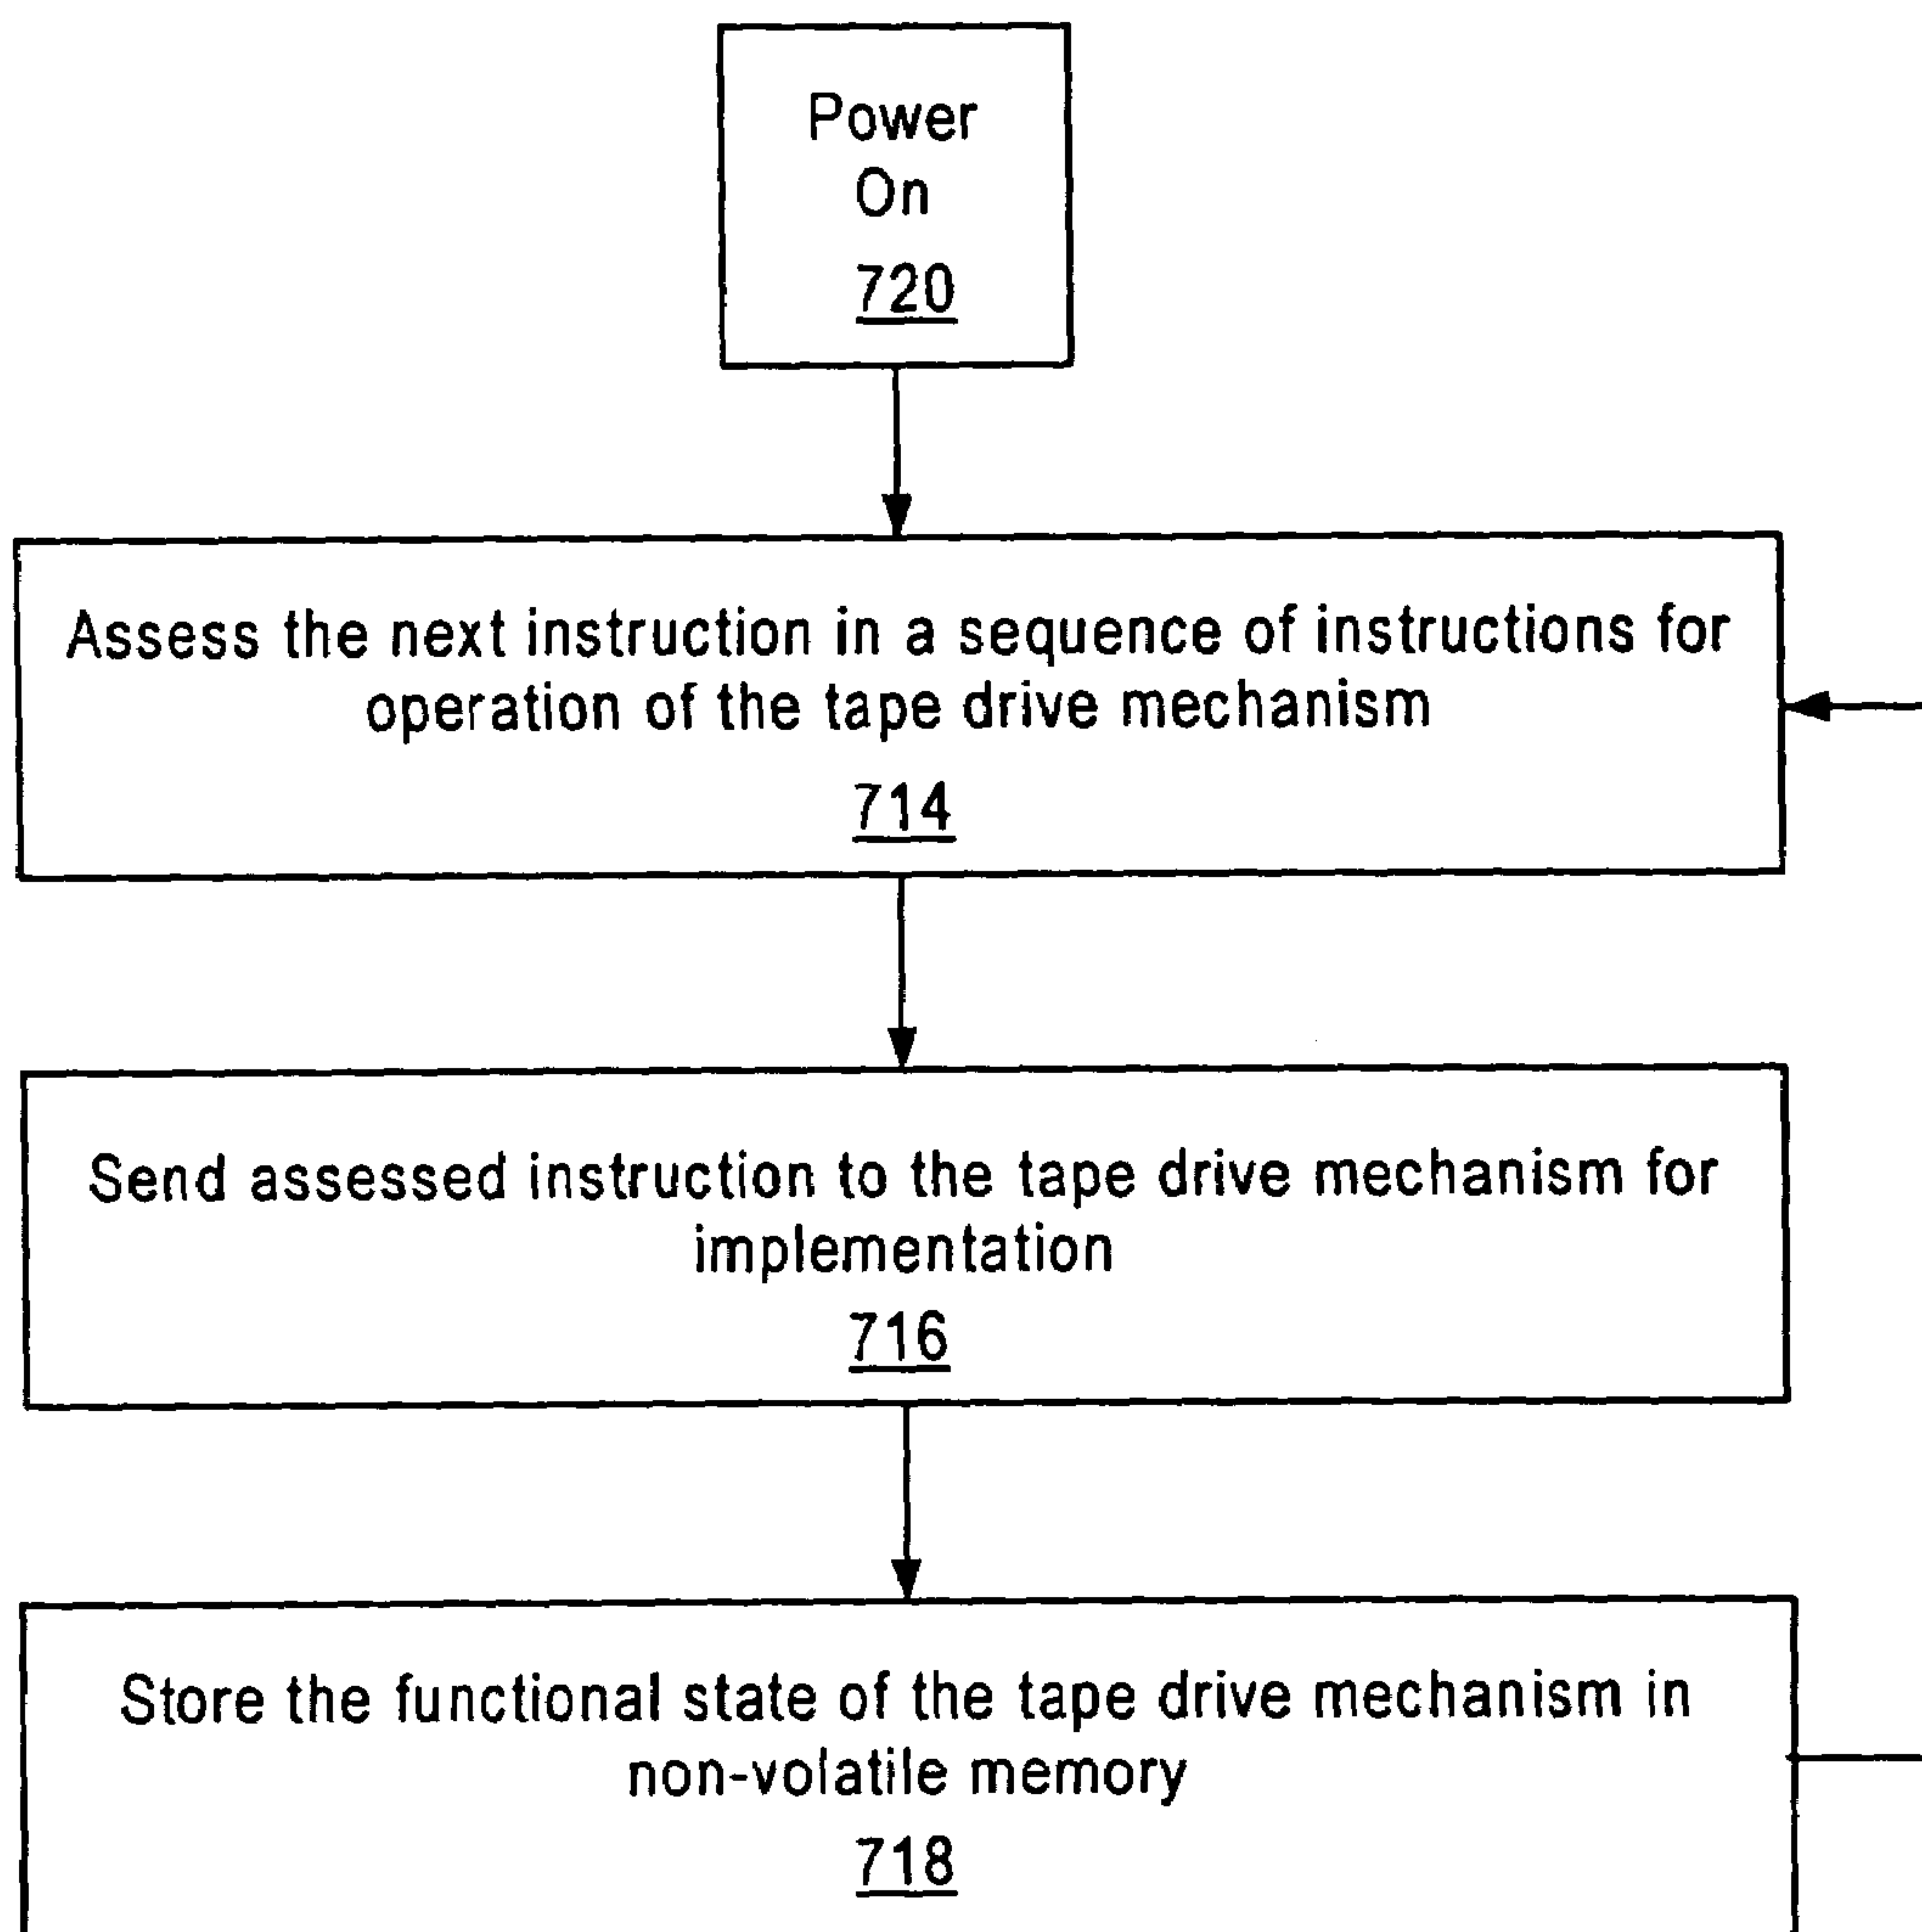 Power
On
720
Assess the next instruction in a sequence of instructions for
operation of the tape drive mechanism
714
Send assessed instruction to the tape drive mechanism for
implementation
716
Store the functional state of the tape drive mechanism in
non-volatile memory
718